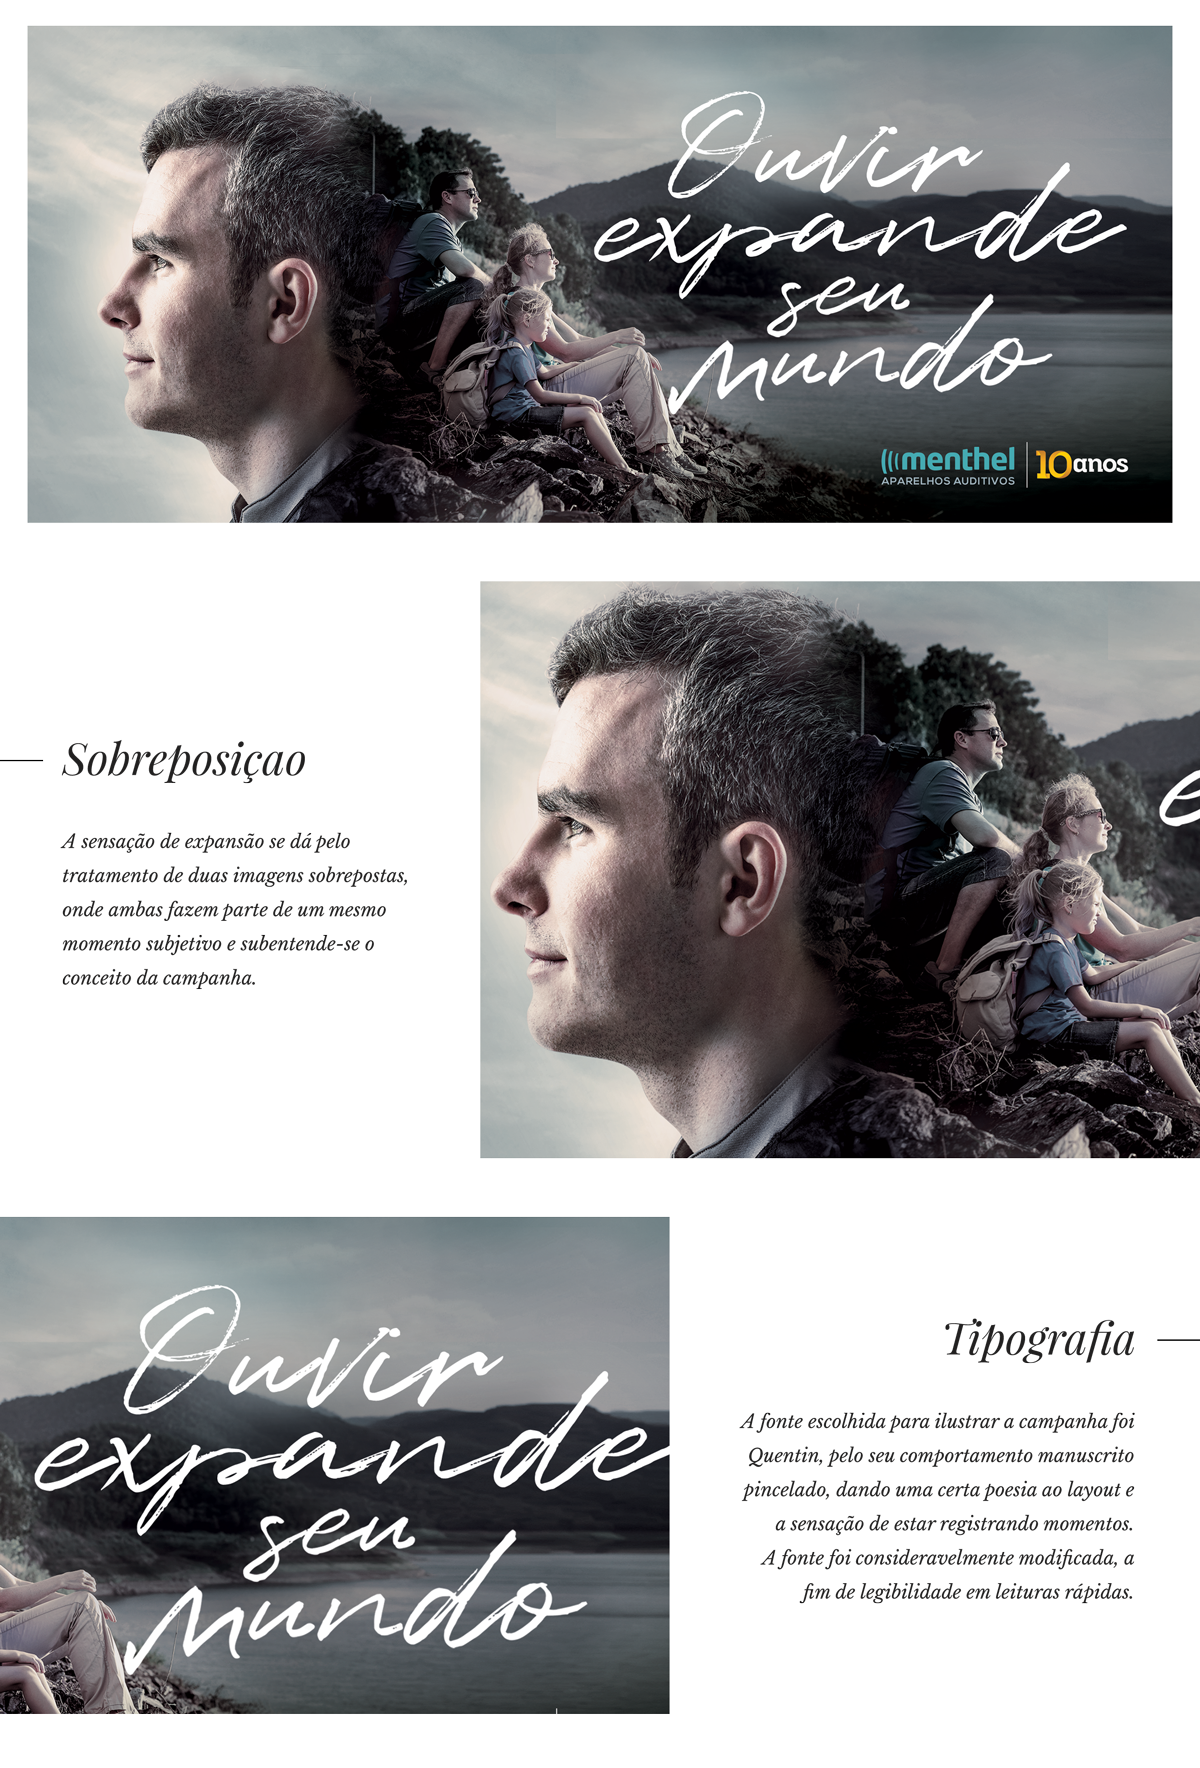 Ouvir
expande
seu
mundo
menthel
APARELHOS AUDITIVOS
10anos
Sobreposiçao
A sensação de expansão se dá pelo
tratamento de duas imagens sobrepostas,
onde ambas fazem parte de um mesmo
momento subjetivo e subentende-se o
conceito da campanha.
e
Ouvir
expande
seu
mundo
Tipografia
A fonte escolhida para ilustrar a campanha foi
Quentin, pelo seu comportamento manuscrito
pincelado, dando uma certa poesia ao layout e
a sensação de estar registrando momentos.
A fonte foi consideravelmente modificada, a
fim de legibilidade em leituras rápidas.